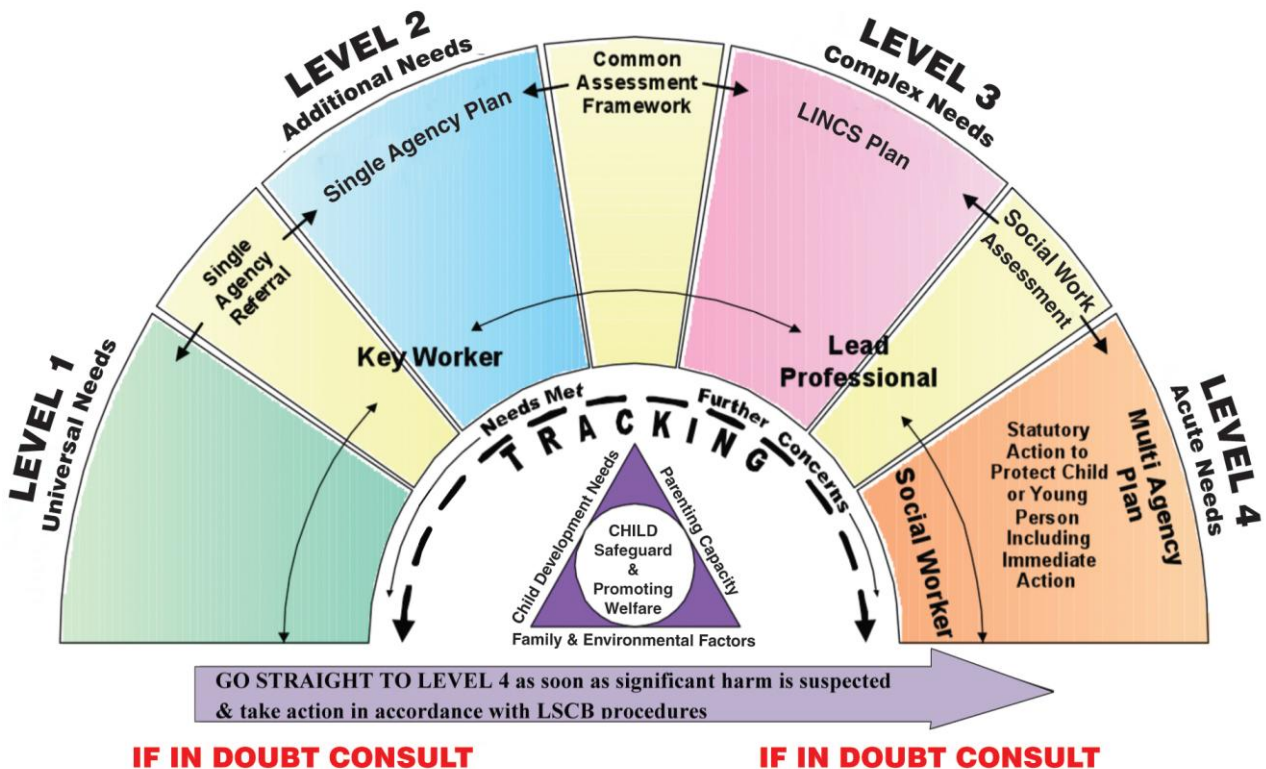 LEVEL 1
Universal Needs
Single
Agency
Referral
LEVEL 2
Additional Needs
Single Agency Plan
Key Worker
Common
Assessment
Framework
LEVEL 3
Complex Needs
LINCS Plan
Lead
Professional
Social Work
Assessment
LEVEL 4
Acute Needs
Multi Agency
Plan
Statutory
Action to
Protect Child
or Young
Person
Including
Immediate
Action
Social Worker
Needs Met
Further Concerns
TRACKING
Child Development Needs
Parenting Capacity
CHILD
Safeguard
&
Promoting
Welfare
Family & Environmental Factors
GO STRAIGHT TO LEVEL 4 as soon as significant harm is suspected
& take action in accordance with LSCB procedures
IF IN DOUBT CONSULT
IF IN DOUBT CONSULT